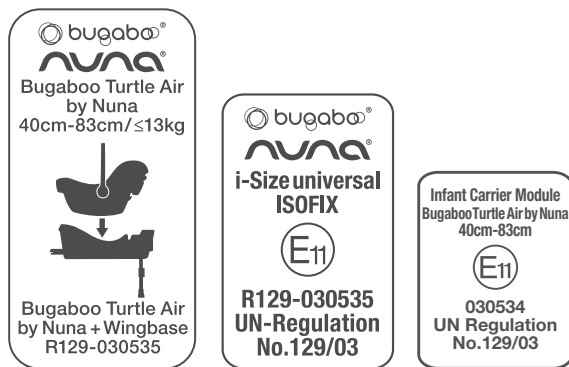 bugaboo®
nuna®
Bugaboo Turtle Air
by Nuna
40cm-83cm/≤13kg
Bugaboo Turtle Air
by Nuna + Wingbase
R129-030535
bugaboo®
nuna®
i-Size universal
ISOFIX
E11
R129-030535
UN-Regulation
No.129/03
Infant Carrier Module
Bugaboo Turtle Air by Nuna
40cm-83cm
E11
030534
UN Regulation
No.129/03